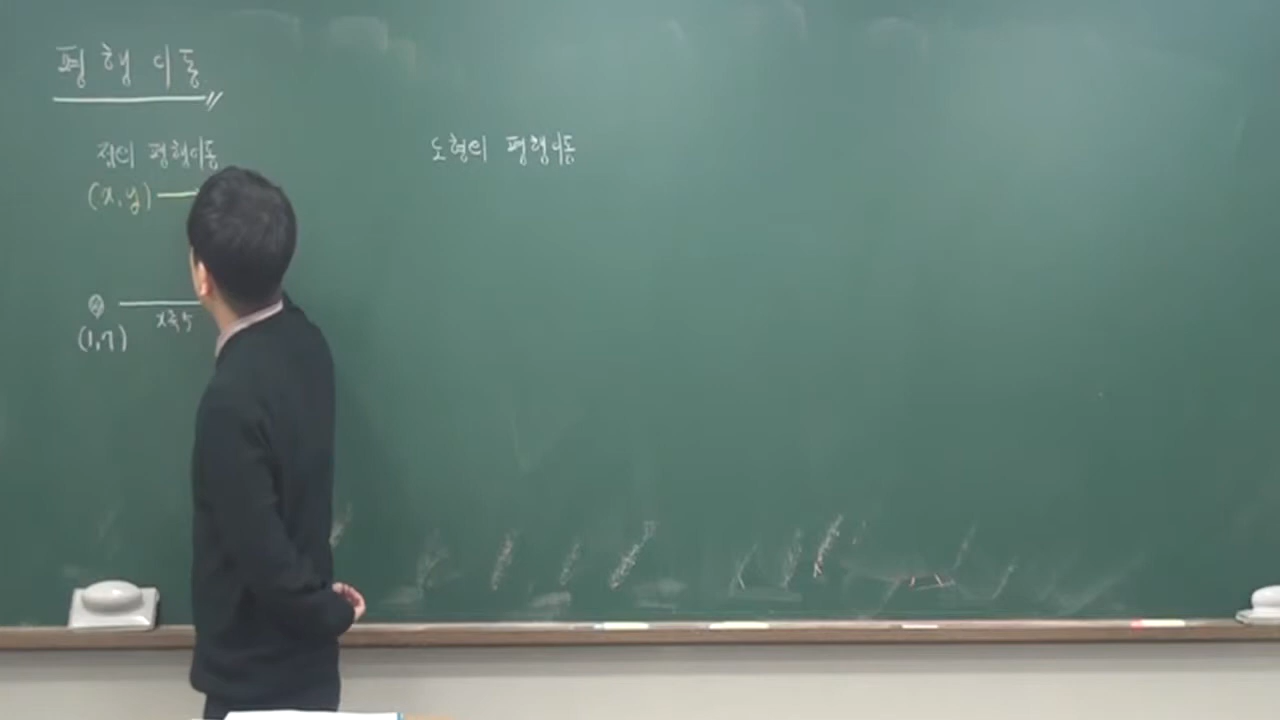 평행이동
점의 평행이동
(x, y)
x축 5
(1, 7)
도형의 평행이동